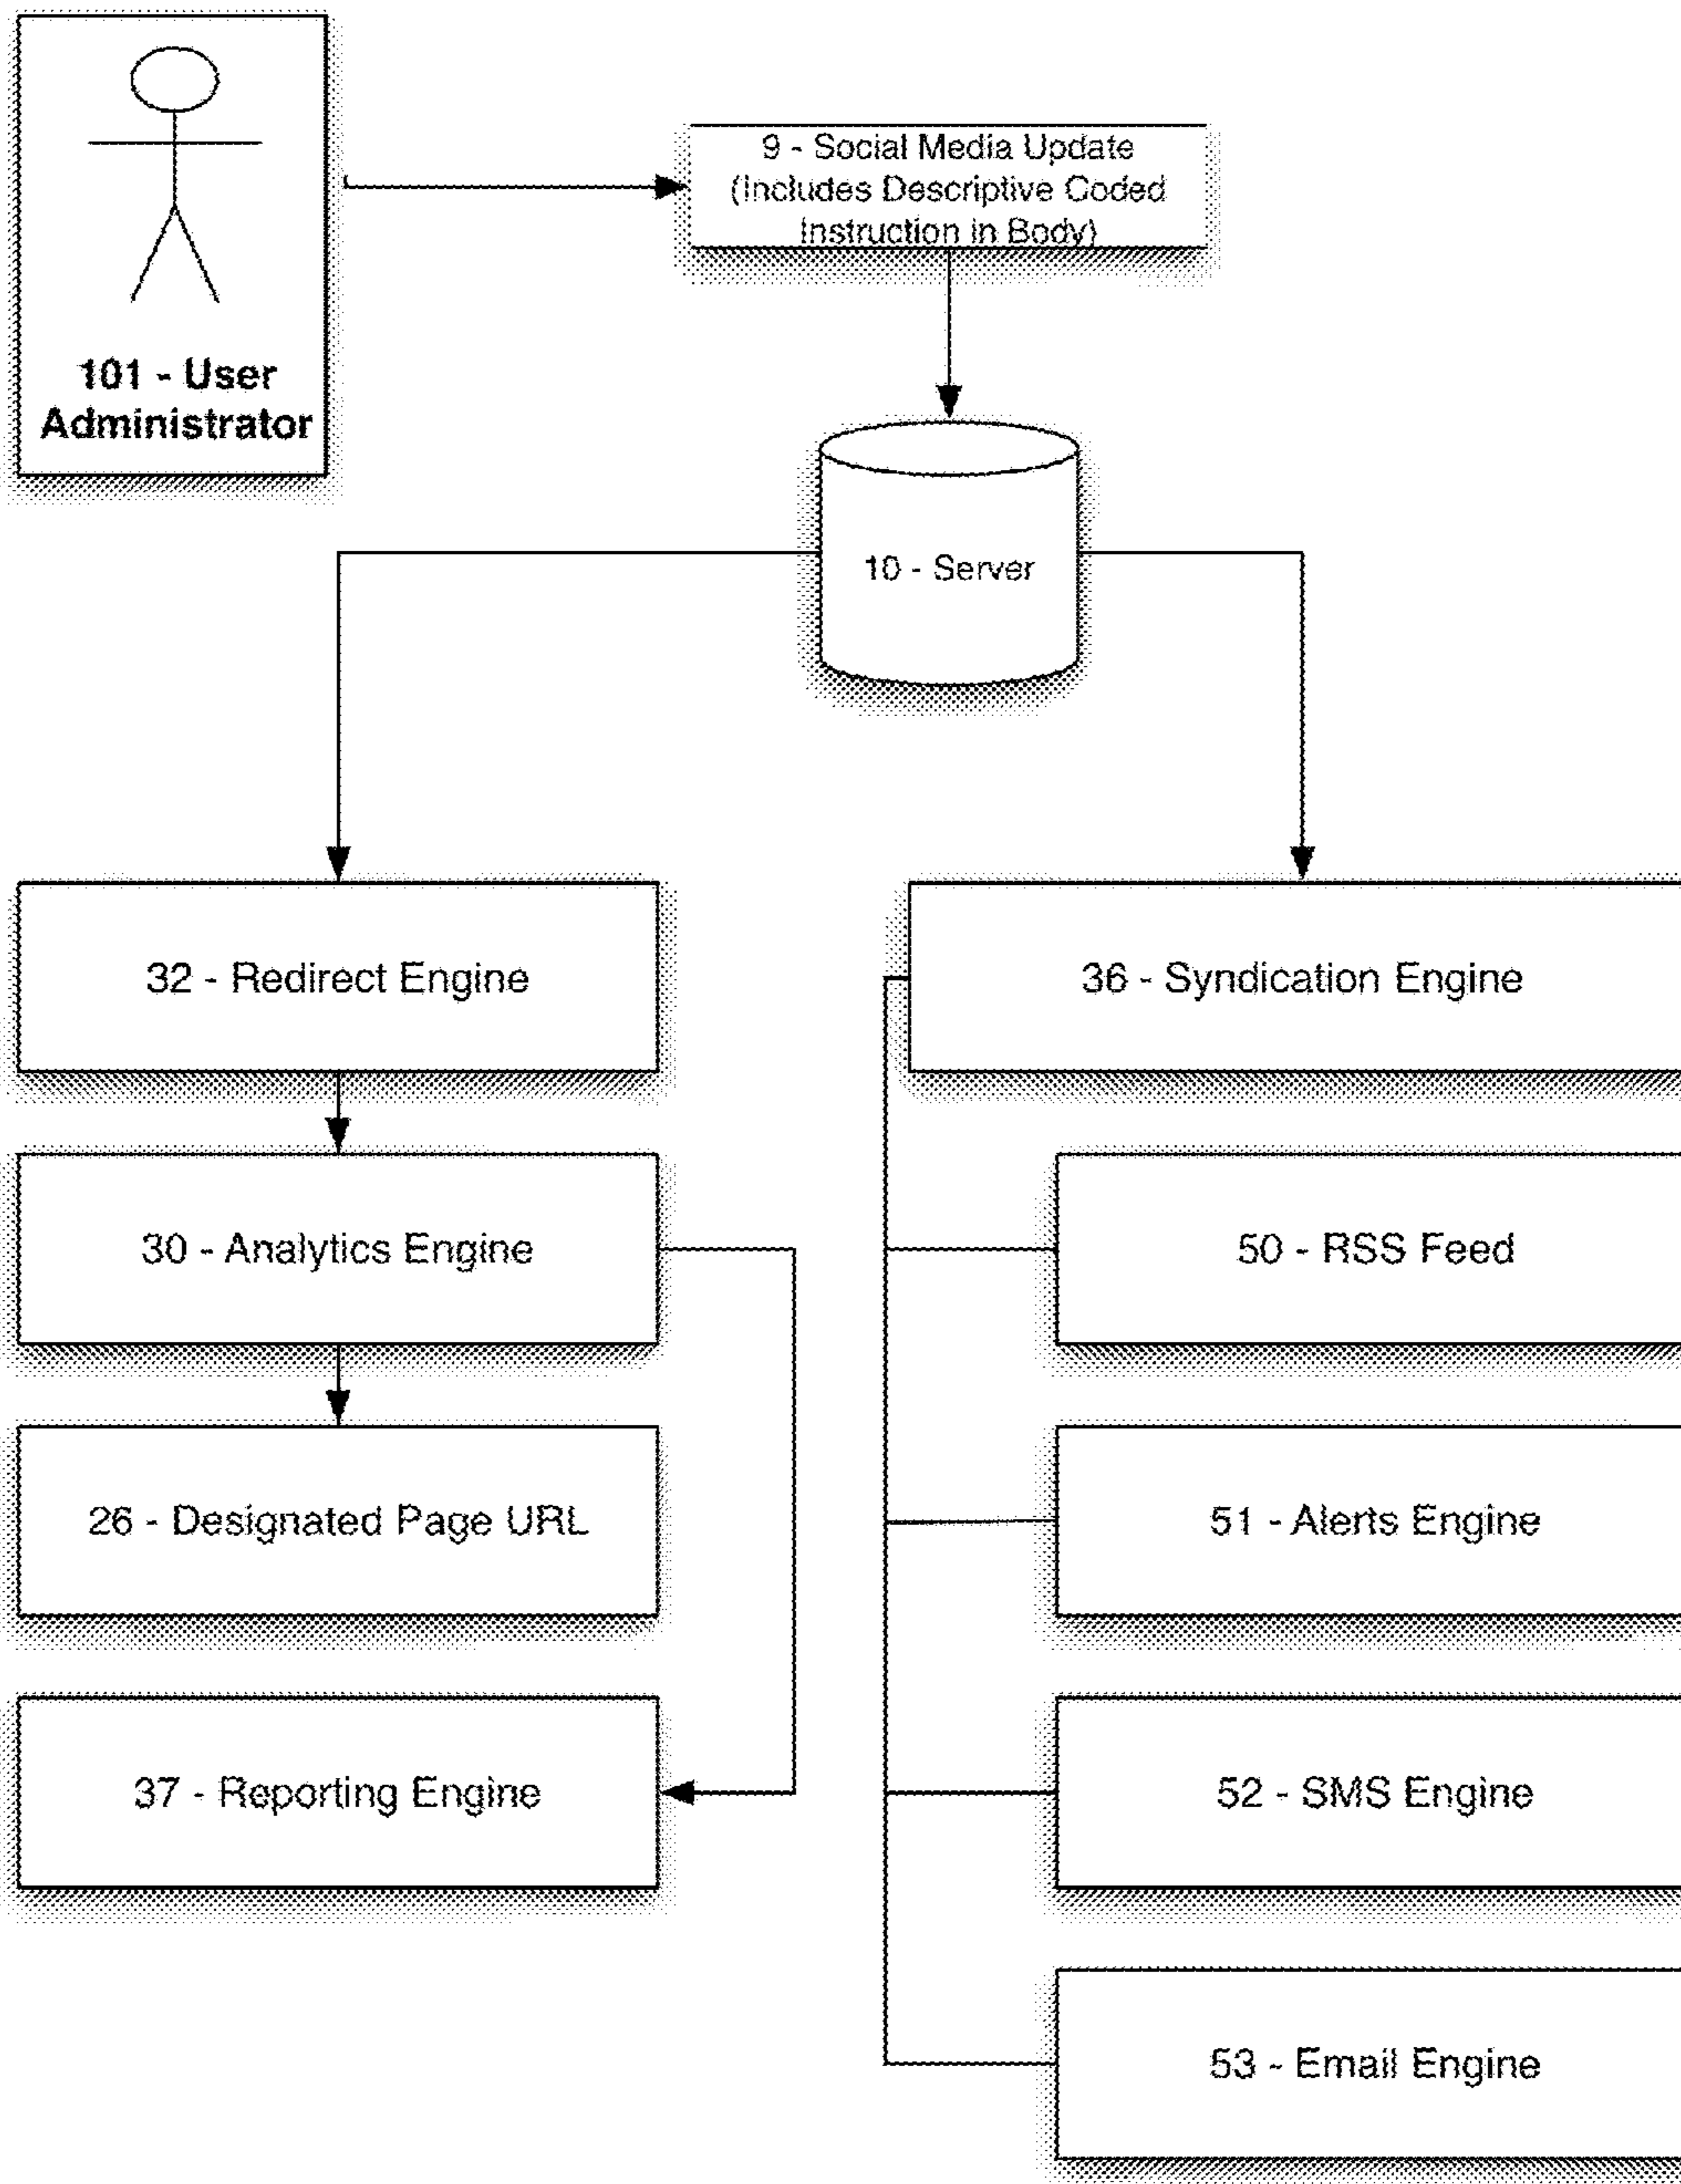 101 - User
Administrator
9 - Social Media Update
(Includes Descriptive Coded
Instruction in Body)
10 - Server
32 - Redirect Engine
36 - Syndication Engine
30 - Analytics Engine
50 - RSS Feed
26 - Designated Page URL
51 - Alerts Engine
37 - Reporting Engine
52 - SMS Engine
53 - Email Engine